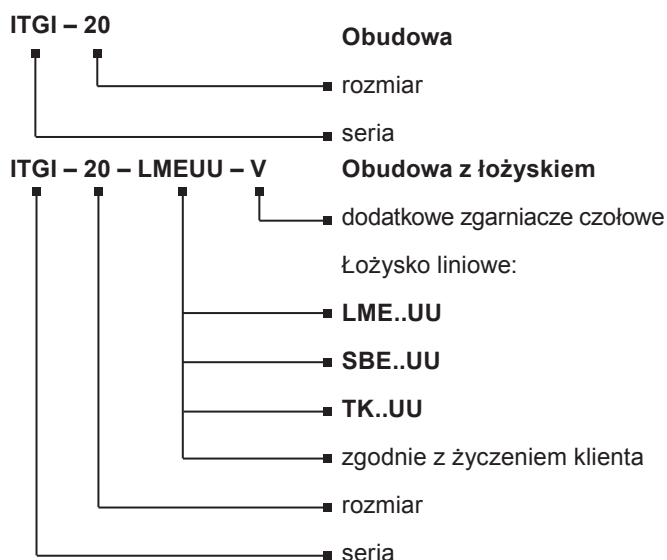 ITGI – 20
Obudowa
rozmiar
seria
ITGI – 20 – LMEUU – V
Obudowa z łożyskiem
dodatkowe zgarniacze czołowe
Łożysko liniowe:
LME..UU
SBE..UU
TK..UU
zgodnie z życzeniem klienta
rozmiar
seria